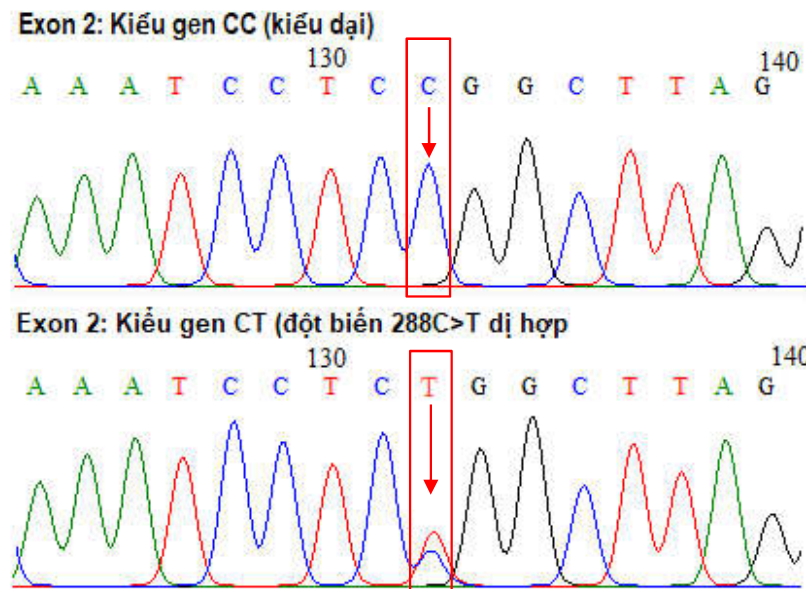 Exon 2: Kiểu gen CC (kiểu dại)
130 140
A A A T C C T C C G G C T T A G
Exon 2: Kiểu gen CT (đột biến 288C>T dị hợp
130 140
A A A T C C T C T G G C T T A G